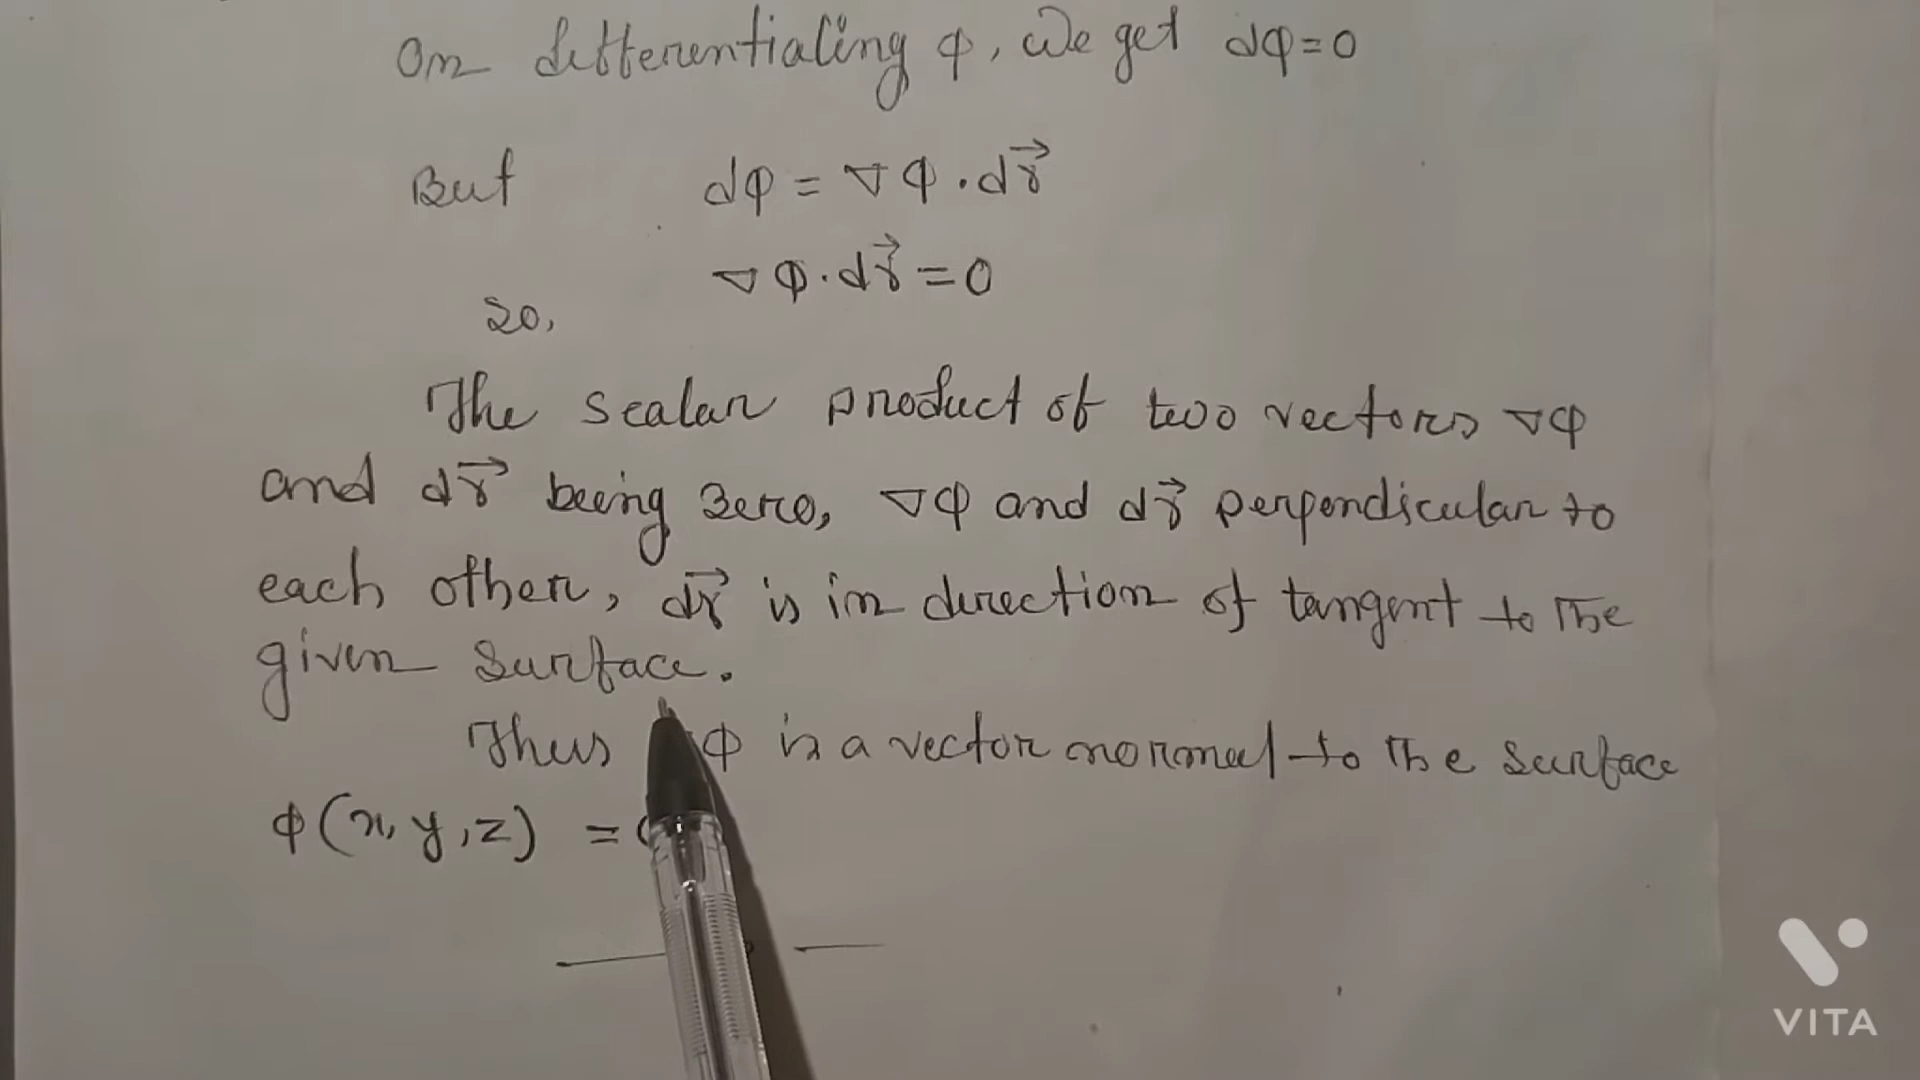 On differentialing φ, we get dφ=0
But dφ = ∇φ.dr⃗
∇φ.dr⃗=0
So,
The scalar product of two vectors ∇φ
and dr⃗ being zero, ∇φ and dr⃗ perpendicular to
each other, dr⃗ is in direction of tangent to the
given surface.
Thus φ is a vector normal to the surface
φ(x,y,z) =
VITA